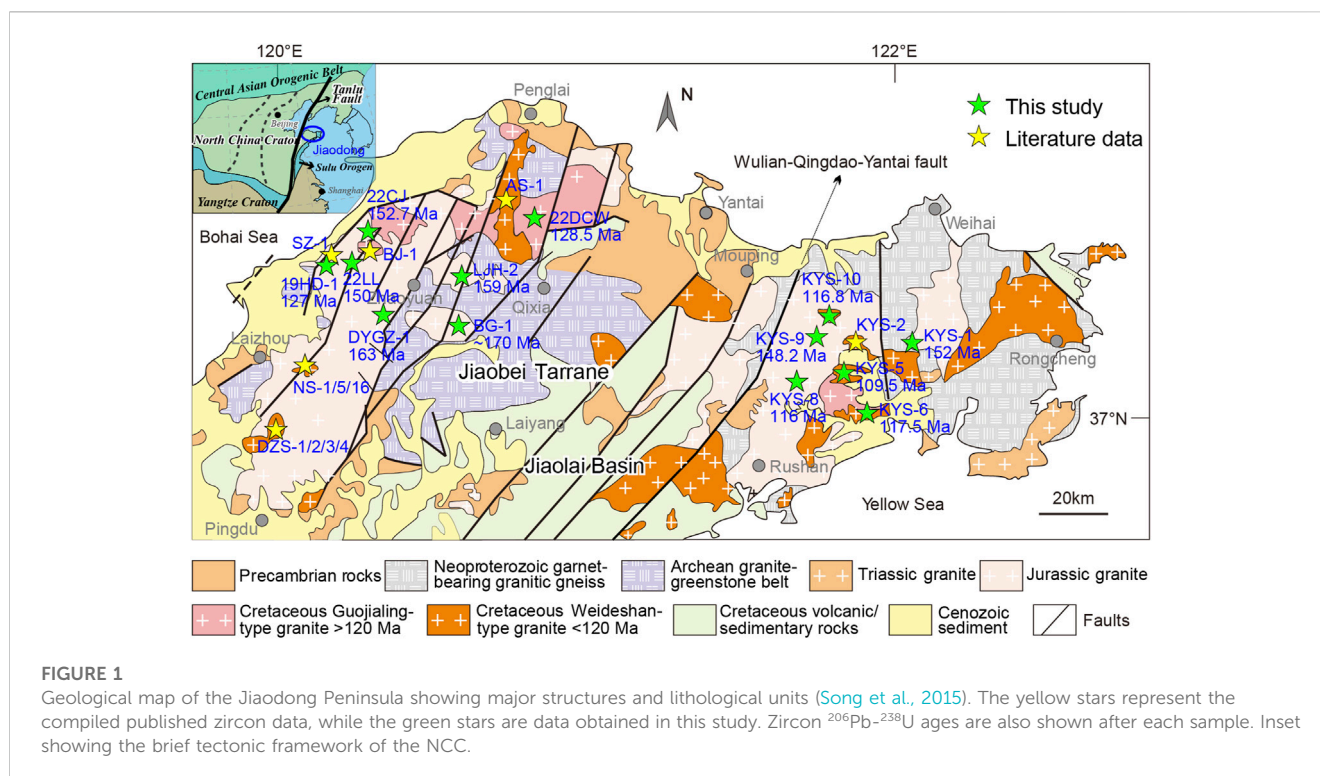 120°E
122°E
Central Asian Orogenic Belt
Tanlu
Fault
Beijing
North China Craton
Jiaodong
Sulu Orogen
Shanghai
Yangtze Craton
Penglai
N
This study
Literature data
Wulian-Qingdao-Yantai fault
AS-1
22CJ
152.7 Ma
22DCW
128.5 Ma
Yantai
Weihai
Bohai Sea
SZ-1
BJ-1
Mouping
19HD-1
127 Ma
22LL
150 Ma
LJH-2
159 Ma
Qixia
KYS-10
116.8 Ma
DYGZ-1
163 Ma
BG-1
~170 Ma
KYS-9
148.2 Ma
KYS-2
KYS-1
152 Ma
Laizhou
Rongcheng
NS-1/5/16
Jiaobei Tarrane
KYS-5
109.5 Ma
KYS-8
116 Ma
KYS-6
117.5 Ma
37°N
Laiyang
DZS-1/2/3/4
Jiaolai Basin
Rushan
Yellow Sea
20km
Pingdu
Precambrian rocks
Neoproterozoic garnet-
bearing granitic gneiss
Archean granite-
greenstone belt
Triassic granite
Jurassic granite
Cretaceous Guojialing-
type granite >120 Ma
Cretaceous Weideshan-
type granite <120 Ma
Cretaceous volcanic/
sedimentary rocks
Cenozoic
sediment
Faults
FIGURE 1
Geological map of the Jiaodong Peninsula showing major structures and lithological units (Song et al., 2015). The yellow stars represent the
compiled published zircon data, while the green stars are data obtained in this study. Zircon ²⁰⁶Pb-²³⁸U ages are also shown after each sample. Inset
showing the brief tectonic framework of the NCC.